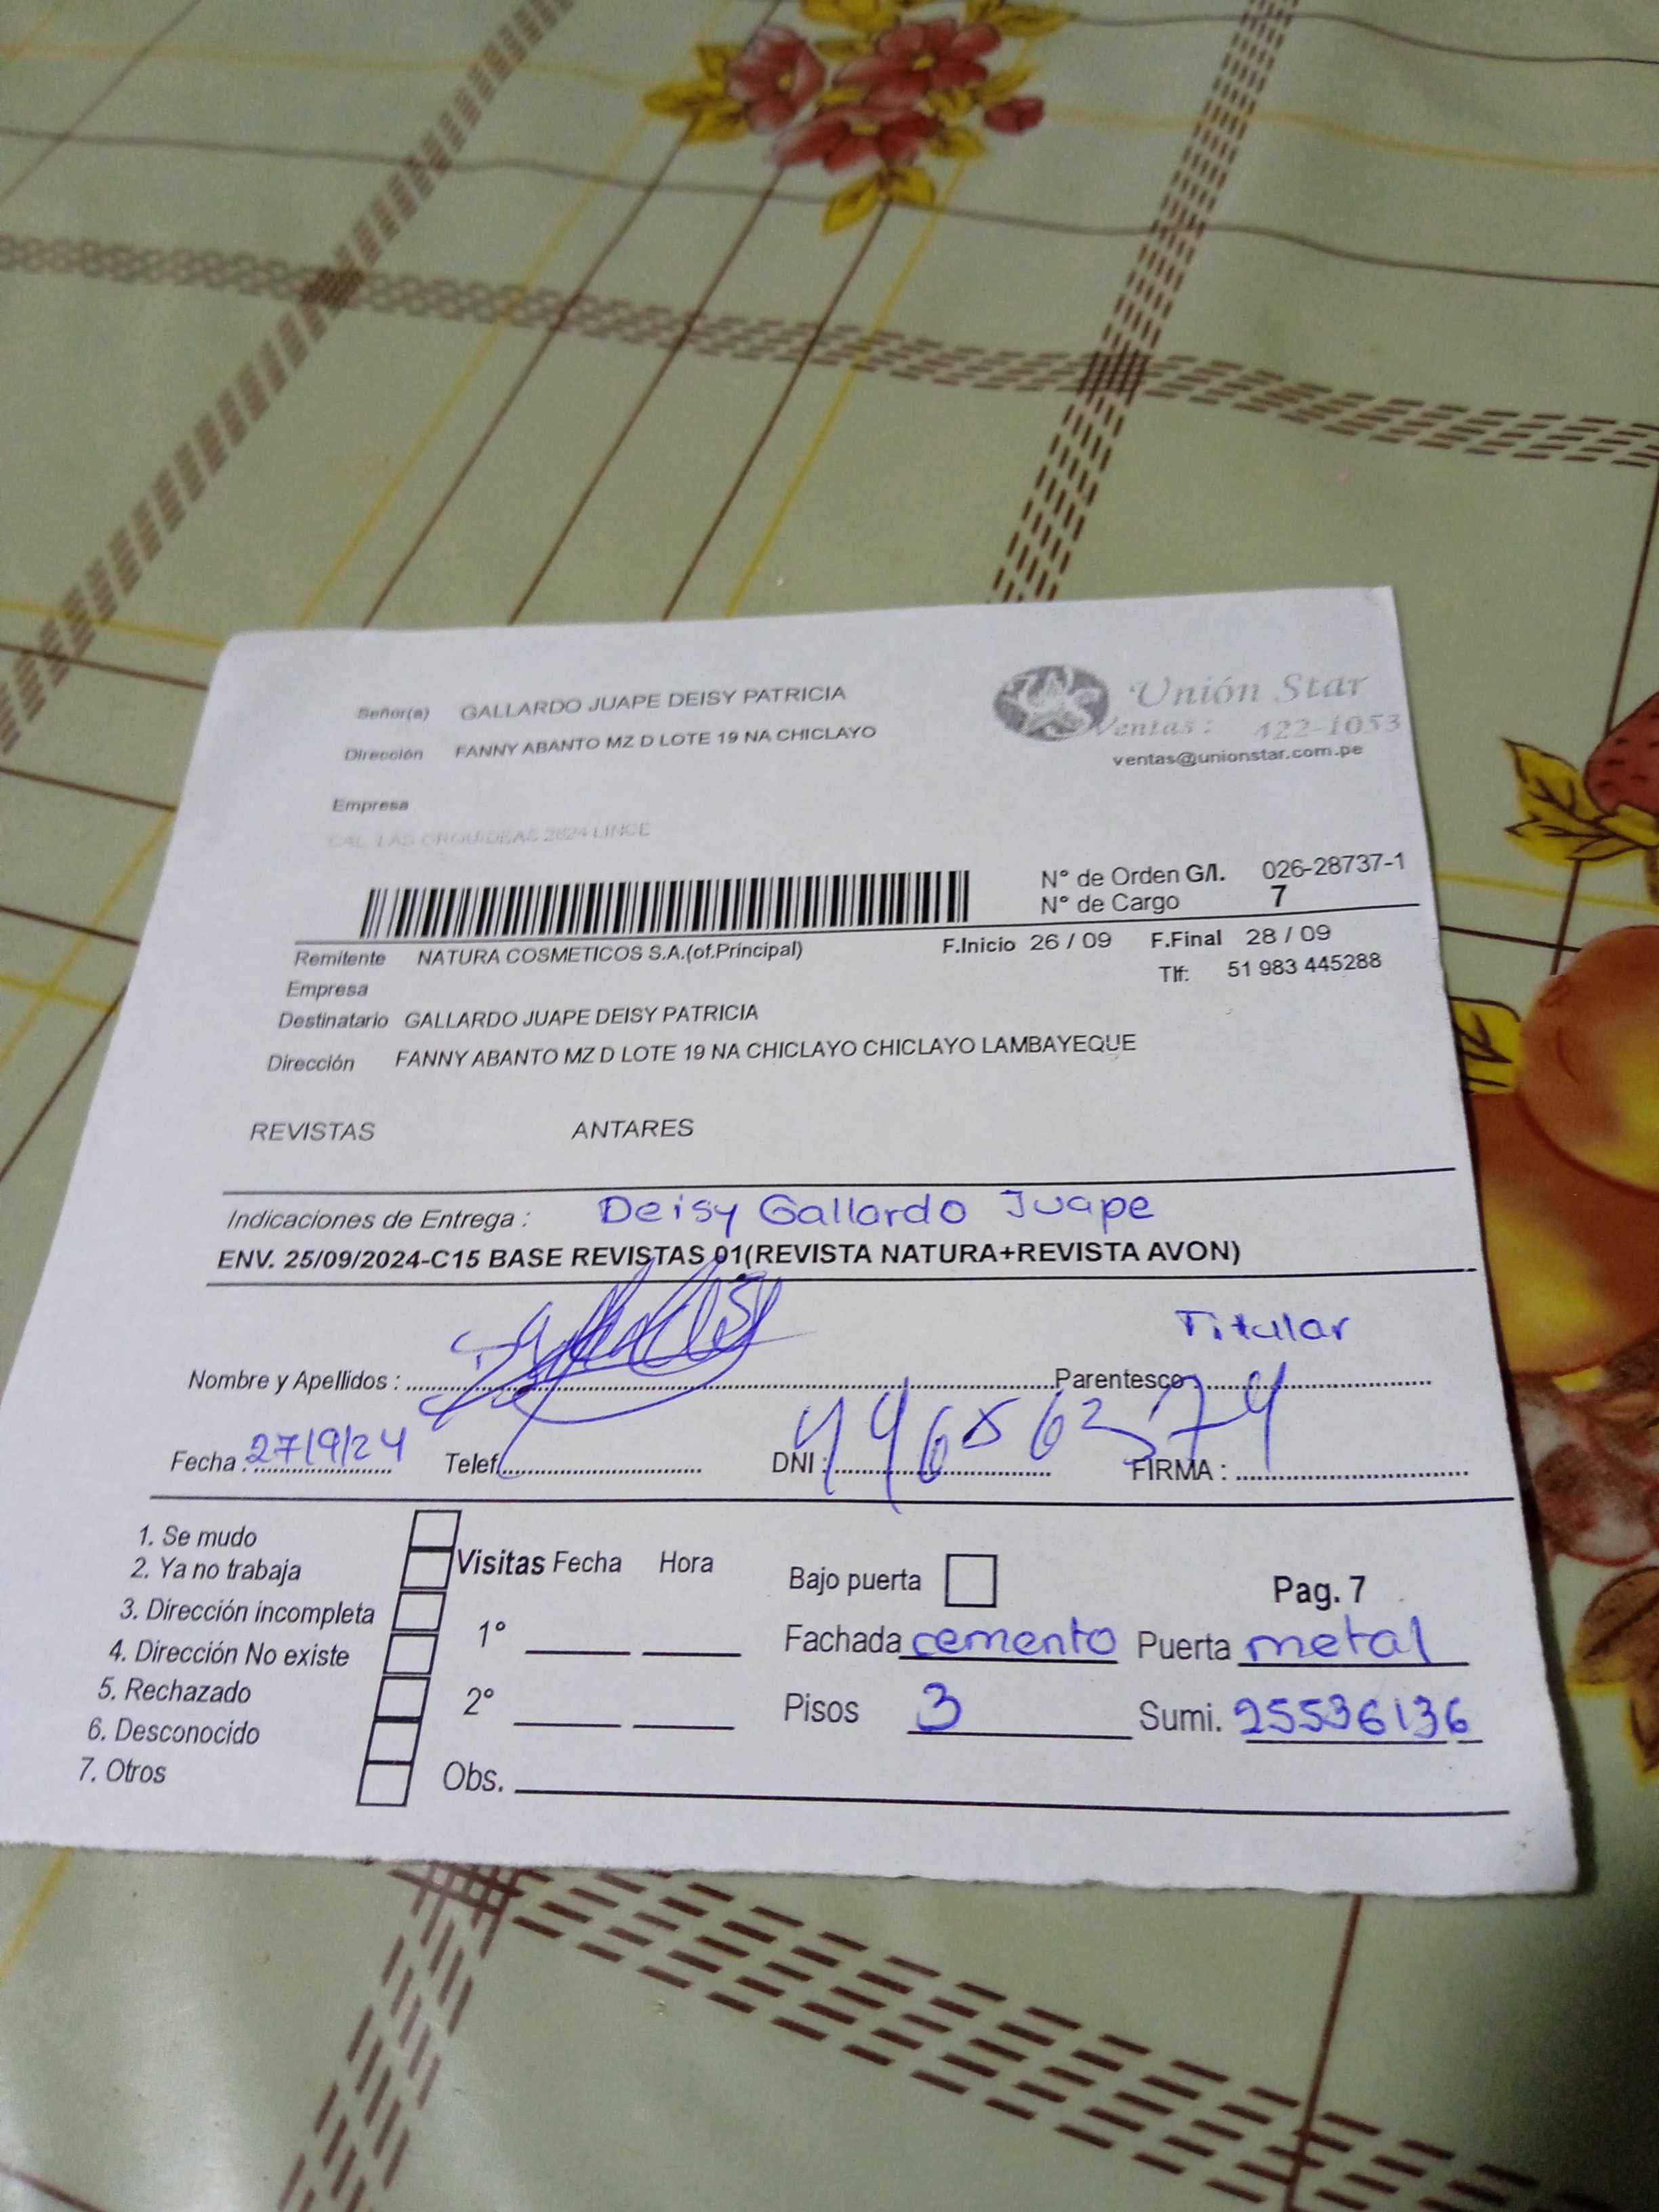 Señor(a) GALLARDO JUAPE DEISY PATRICIA
Unión Star
Dirección FANNY ABANTO MZ D LOTE 19 NA CHICLAYO
Ventas: 422-1053
ventas@unionstar.com.pe
Empresa
CAL LAS ORQUIDEAS 2624 LINCE
N° de Orden G/I. 026-28737-1
N° de Cargo 7
Remitente NATURA COSMETICOS S.A.(of.Principal) F.Inicio 26 / 09 F.Final 28 / 09
Empresa Tlf: 51 983 445288
Destinatario GALLARDO JUAPE DEISY PATRICIA
Dirección FANNY ABANTO MZ D LOTE 19 NA CHICLAYO CHICLAYO LAMBAYEQUE
REVISTAS ANTARES
Indicaciones de Entrega : Deisy Gallardo Juape
ENV. 25/09/2024-C15 BASE REVISTAS 01(REVISTA NATURA+REVISTA AVON)
Titular
Nombre y Apellidos : Parentesco
Fecha : 27/9/24 Telef. DNI : FIRMA :
1. Se mudo
2. Ya no trabaja Visitas Fecha Hora Bajo puerta Pag. 7
3. Dirección incompleta 1° Fachada cemento Puerta metal
4. Dirección No existe
5. Rechazado 2° Pisos 3 Sumi. 25536136
6. Desconocido
7. Otros Obs.